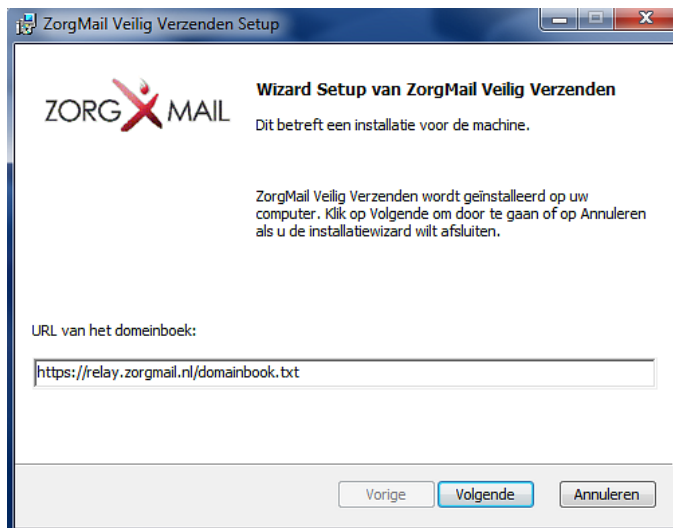 ZorgMail Veilig Verzenden Setup
ZORG MAIL
Wizard Setup van ZorgMail Veilig Verzenden
Dit betreft een installatie voor de machine.
ZorgMail Veilig Verzenden wordt geïnstalleerd op uw
computer. Klik op Volgende om door te gaan of op Annuleren
als u de installatiewizard wilt afsluiten.
URL van het domeinboek:
https://relay.zorgmail.nl/domainbook.txt
Vorige Volgende Annuleren